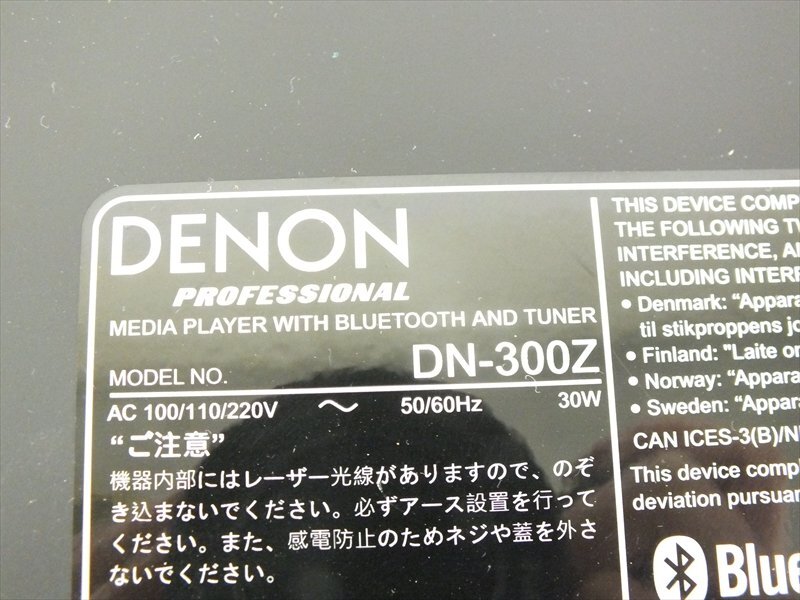 DENON
PROFESSIONAL
MEDIA PLAYER WITH BLUETOOTH AND TUNER
MODEL NO. DN-300Z
AC 100/110/220V ～ 50/60Hz 30W
“ご注意”
機器内部にはレーザー光線がありますので、のぞ
き込まないでください。必ずアース設置を行って
ください。また、感電防止のためネジや蓋を外さ
ないでください。
THIS DEVICE COMP
THE FOLLOWING TW
INTERFERENCE, A
INCLUDING INTERF
• Denmark: “Appara
til stikproppens jo
• Finland: "Laite on
• Norway: “Appara
• Sweden: “Appara
CAN ICES-3(B)/N
This device compl
deviation pursuan
Blue